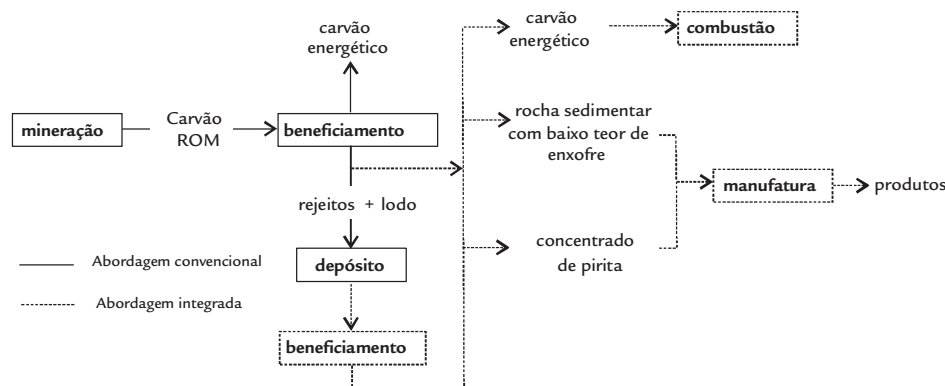 carvão
energético
carvão
energético
combustão
mineração
Carvão
ROM
beneficiamento
rocha sedimentar
com baixo teor de
enxofre
manufatura
produtos
rejeitos + lodo
depósito
concentrado
de pirita
Abordagem convencional
Abordagem integrada
beneficiamento